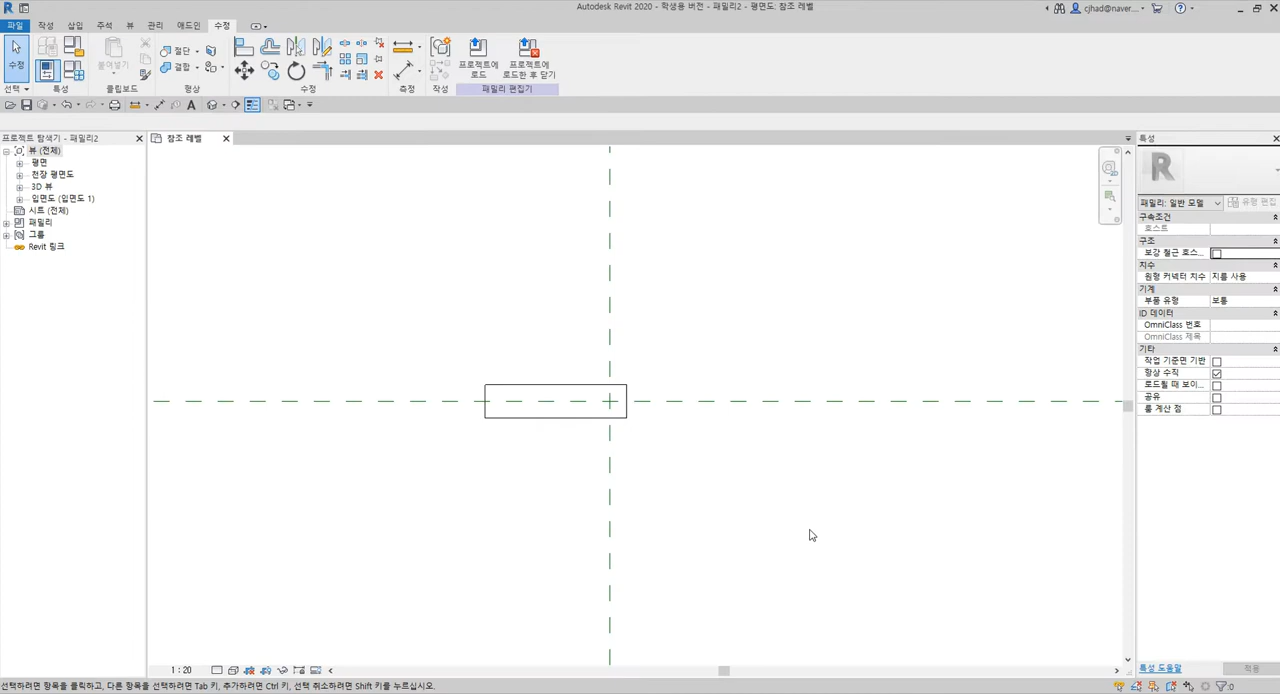 Autodesk Revit 2020 - 학생용 버전 - 패밀리2 - 평면도: 참조 레벨
cjhad@naver....
파일 작성 삽입 주석 뷰 관리 애드인 수정
수정
붙여넣기
절단
결합
프로젝트에
로드
프로젝트에
로드한 후 닫기
선택 특성 클립보드 형상 수정 측정 작성 패밀리 편집기
프로젝트 탐색기 - 패밀리2
참조 레벨
특성
뷰 (전체)
평면
천장 평면도
3D 뷰
입면도 (입면도 1)
시트 (전체)
패밀리
그룹
Revit 링크
패밀리: 일반 모델
유형 편집
구속조건
호스트
구조
보강 철근 호스...
치수
원형 커넥터 치수 지름 사용
기계
부품 유형 보통
ID 데이터
OmniClass 번호
OmniClass 제목
기타
작업 기준면 기반
항상 수직
로드될 때 보이...
공유
룸 계산 점
1 : 20
특성 도움말
적용
선택하려면 항목을 클릭하고, 다른 항목을 선택하려면 Tab 키, 추가하려면 Ctrl 키, 선택 취소하려면 Shift 키를 누르십시오.
:0